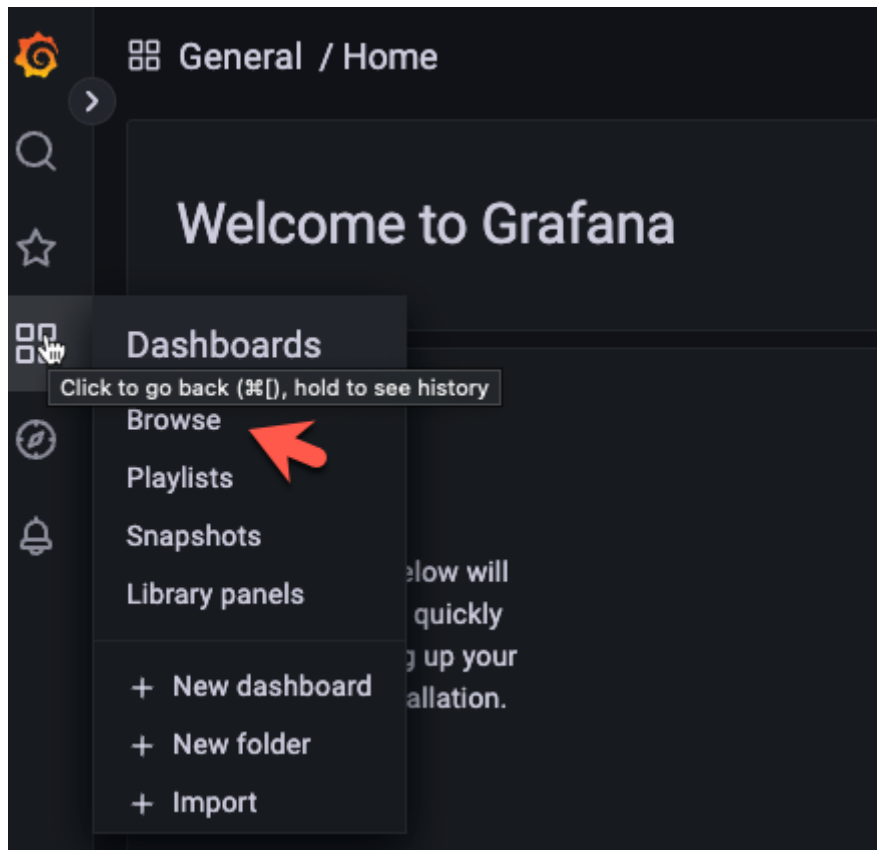 General / Home
Welcome to Grafana
Dashboards
Click to go back (⌘[), hold to see history
Browse
Playlists
Snapshots
Library panels
elow will
quickly
g up your
allation.
+ New dashboard
+ New folder
+ Import